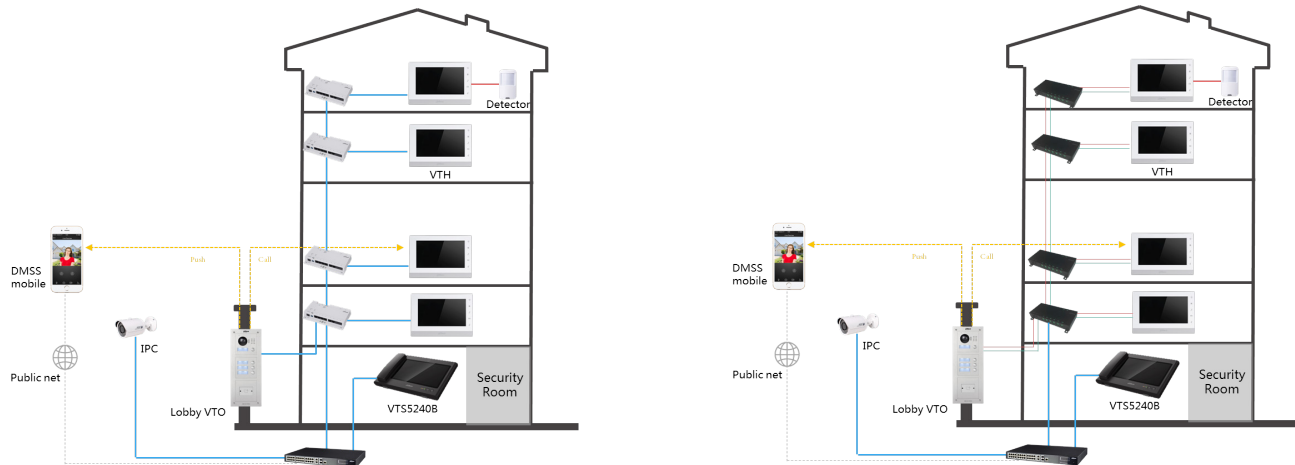 Detector
VTH
Push
Call
DMSS
mobile
IPC
Public net
Security
Room
VTS5240B
Lobby VTO
Detector
VTH
Push
Call
DMSS
mobile
IPC
Public net
Security
Room
VTS5240B
Lobby VTO